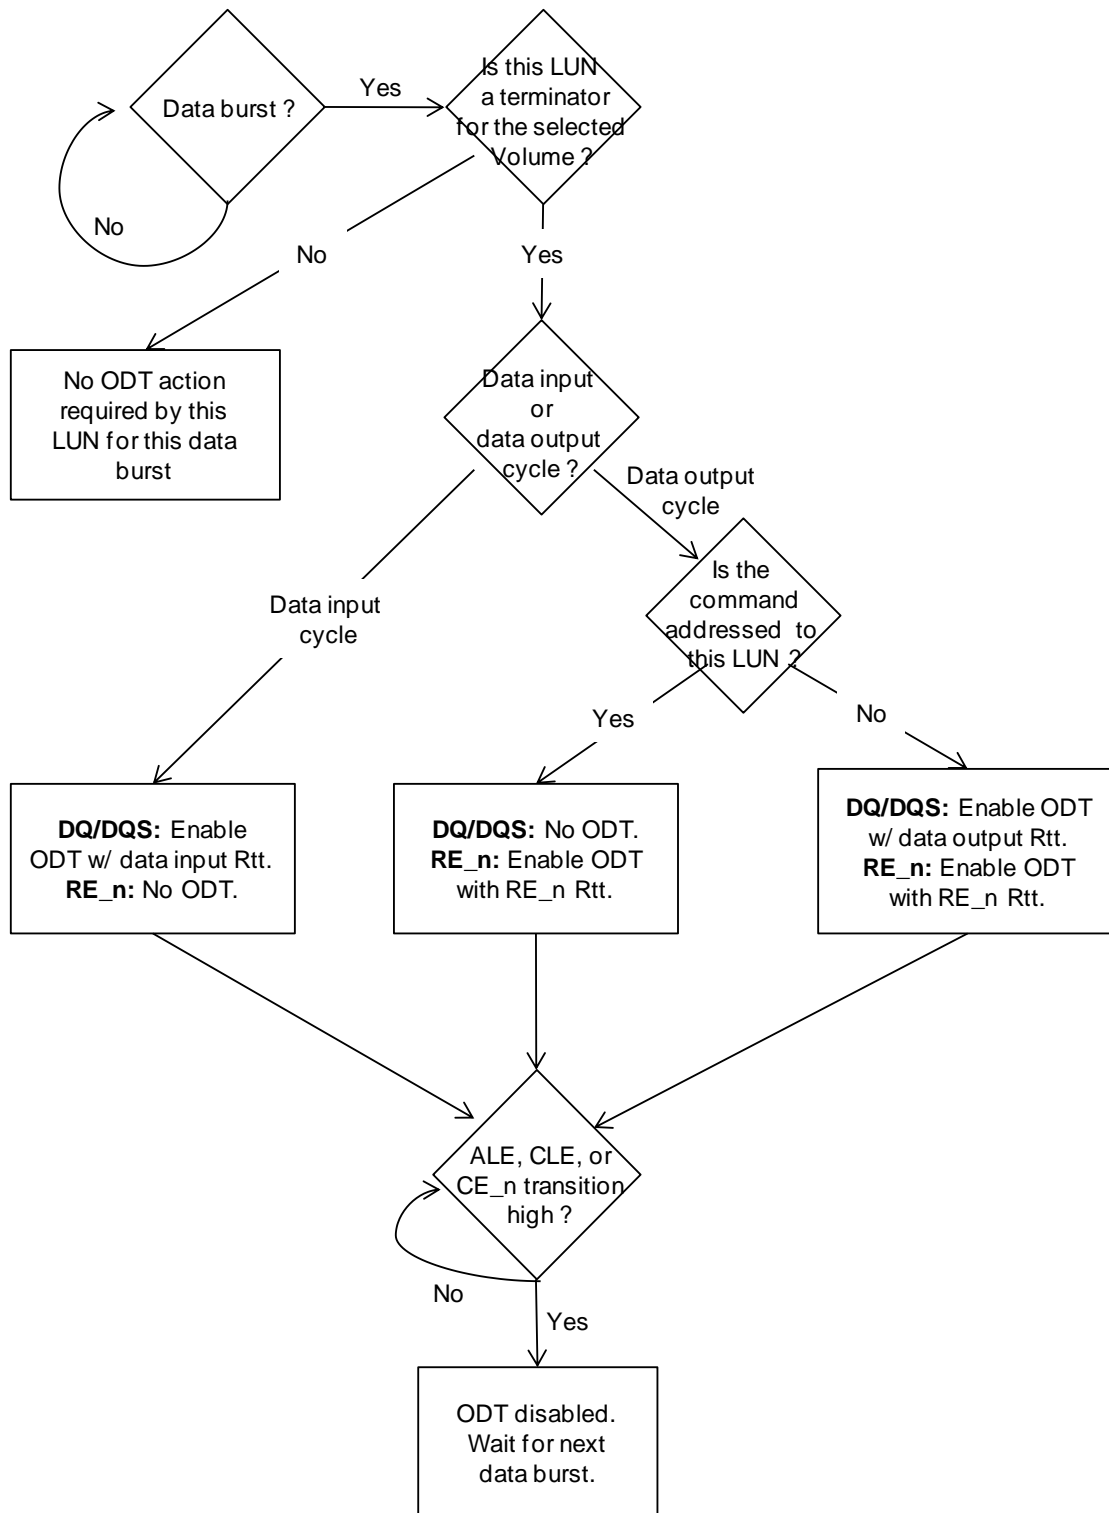 Data burst ?
Yes
Is this LUN
a terminator
for the selected
Volume ?
No
No
Yes
No ODT action
required by this
LUN for this data
burst
Data input
or
data output
cycle ?
Data output
cycle
Is the
command
addressed to
this LUN ?
Data input
cycle
Yes
No
DQ/DQS: Enable
ODT w/ data input Rtt.
RE_n: No ODT.
DQ/DQS: No ODT.
RE_n: Enable ODT
with RE_n Rtt.
DQ/DQS: Enable ODT
w/ data output Rtt.
RE_n: Enable ODT
with RE_n Rtt.
ALE, CLE, or
CE_n transition
high ?
No
Yes
ODT disabled.
Wait for next
data burst.